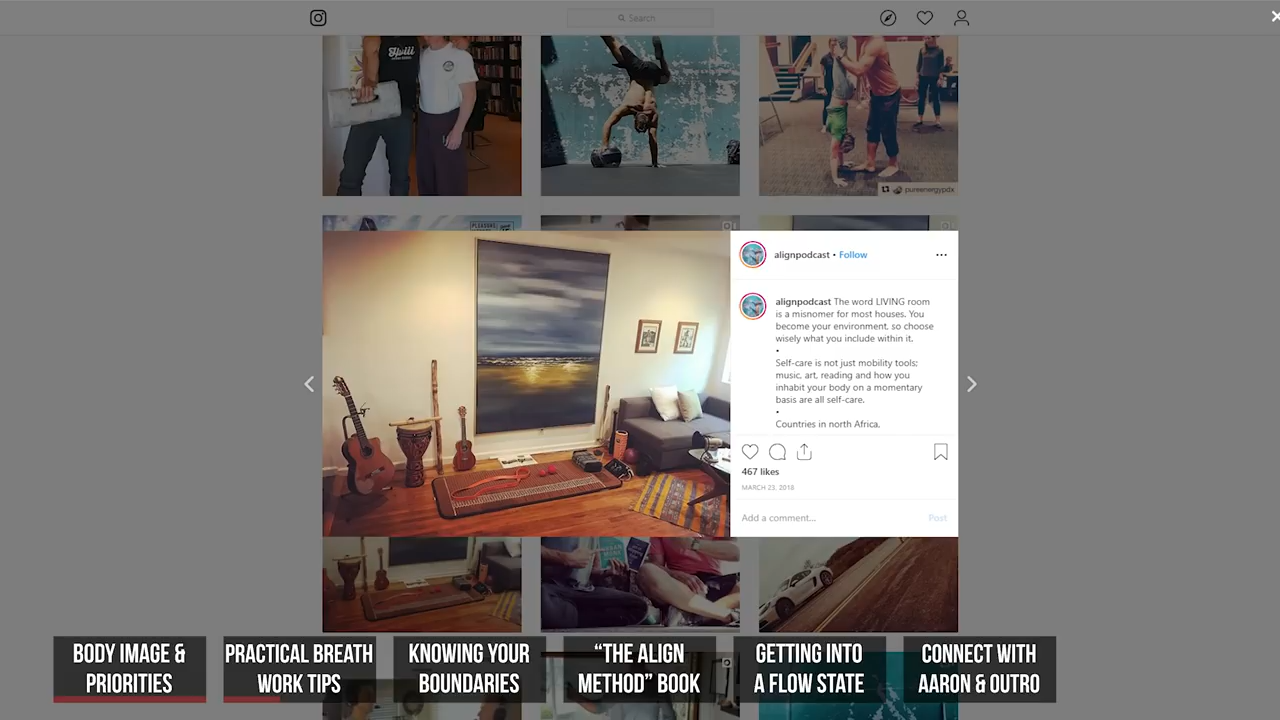 Search
pureenergypdx
alignpodcast • Follow
alignpodcast The word LIVING room
is a misnomer for most houses. You
become your environment, so choose
wisely what you include within it.
•
Self-care is not just mobility tools;
music, art, reading and how you
inhabit your body on a momentary
basis are all self-care.
•
Countries in north Africa,
467 likes
MARCH 23, 2018
Add a comment...
Post
BODY IMAGE &
PRIORITIES
PRACTICAL BREATH
WORK TIPS
KNOWING YOUR
BOUNDARIES
“THE ALIGN
METHOD” BOOK
GETTING INTO
A FLOW STATE
CONNECT WITH
AARON & OUTRO